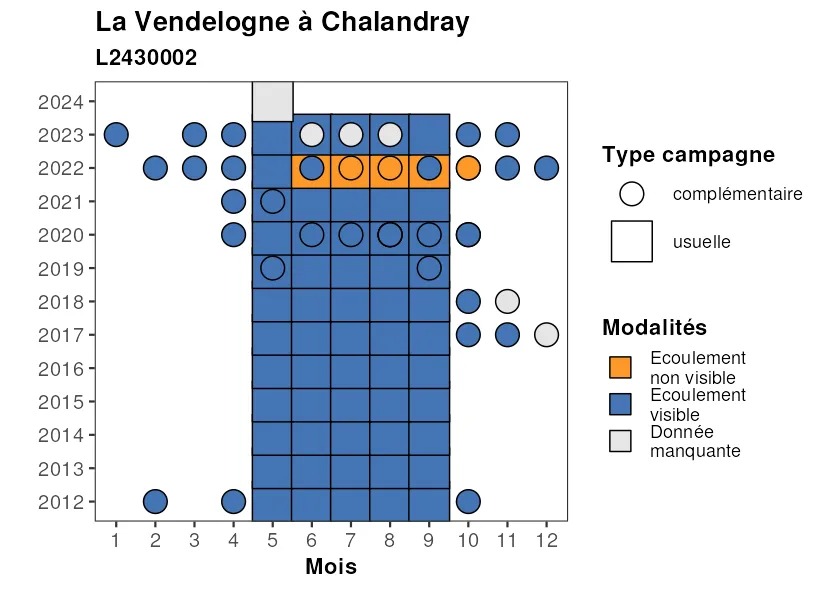 La Vendelogne à Chalandray
L2430002
2024
2023
2022
2021
2020
2019
2018
2017
2016
2015
2014
2013
2012
1 2 3 4 5 6 7 8 9 10 11 12
Mois
Type campagne
complémentaire
usuelle
Modalités
Ecoulement
non visible
Ecoulement
visible
Donnée
manquante